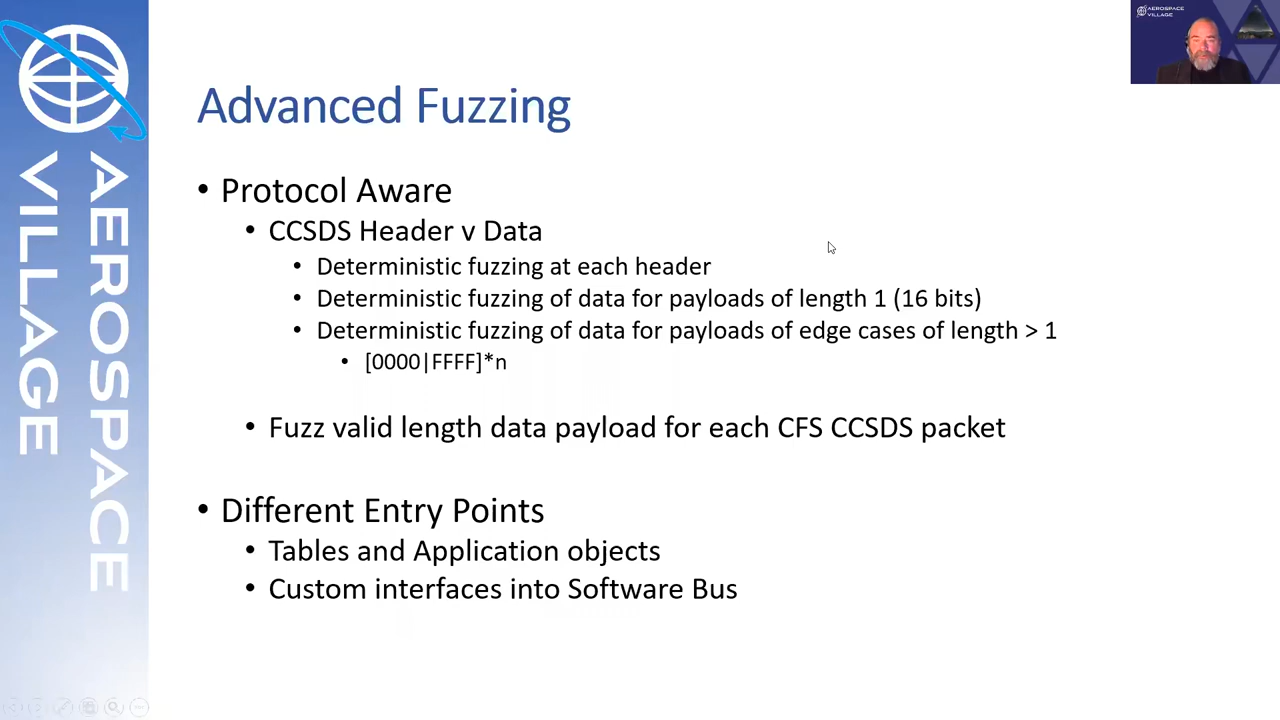 AEROSPACE
VILLAGE
AEROSPACE
VILLAGE
Advanced Fuzzing
• Protocol Aware
• CCSDS Header v Data
• Deterministic fuzzing at each header
• Deterministic fuzzing of data for payloads of length 1 (16 bits)
• Deterministic fuzzing of data for payloads of edge cases of length > 1
• [0000|FFFF]*n
• Fuzz valid length data payload for each CFS CCSDS packet
• Different Entry Points
• Tables and Application objects
• Custom interfaces into Software Bus